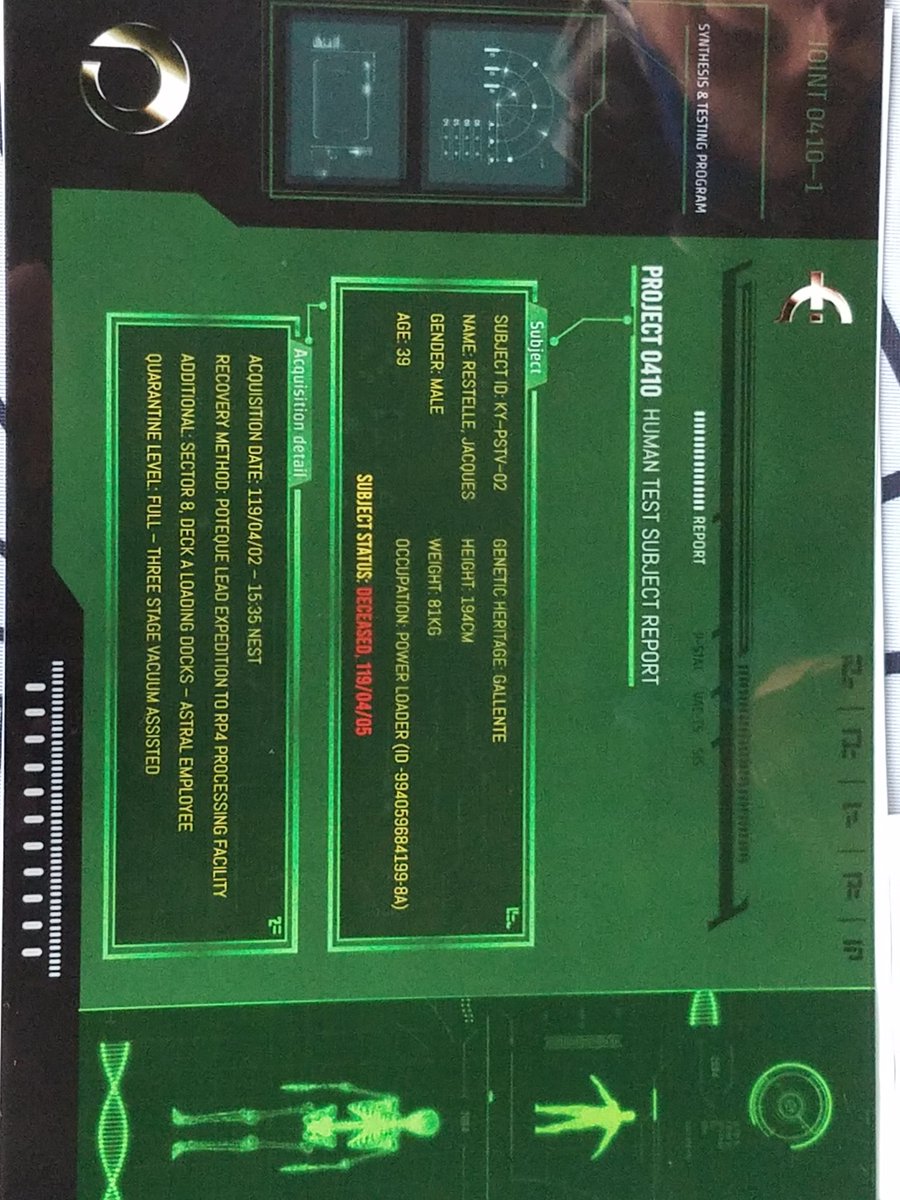 JOINT 0410-1
SYNTHESIS & TESTING PROGRAM
REPORT
PROJECT 0410 HUMAN TEST SUBJECT REPORT
Subject
SUBJECT ID: KY-PSTV-02
NAME: RESTELLE, JACQUES
GENDER: MALE
AGE: 39
GENETIC HERITAGE: GALLENTE
HEIGHT: 194CM
WEIGHT: 81KG
OCCUPATION: POWER LOADER (ID -994059684199-8A)
SUBJECT STATUS: DECEASED, 119/04/05
Acquisition detail
ACQUISITION DATE: 119/04/02 - 15:35 NEST
RECOVERY METHOD: POTEQUE LEAD EXPEDITION TO RP4 PROCESSING FACILITY
ADDITIONAL: SECTOR 8, DECK A LOADING DOCKS - ASTRAL EMPLOYEE
QUARANTINE LEVEL: FULL - THREE STAGE VACUUM ASSISTED